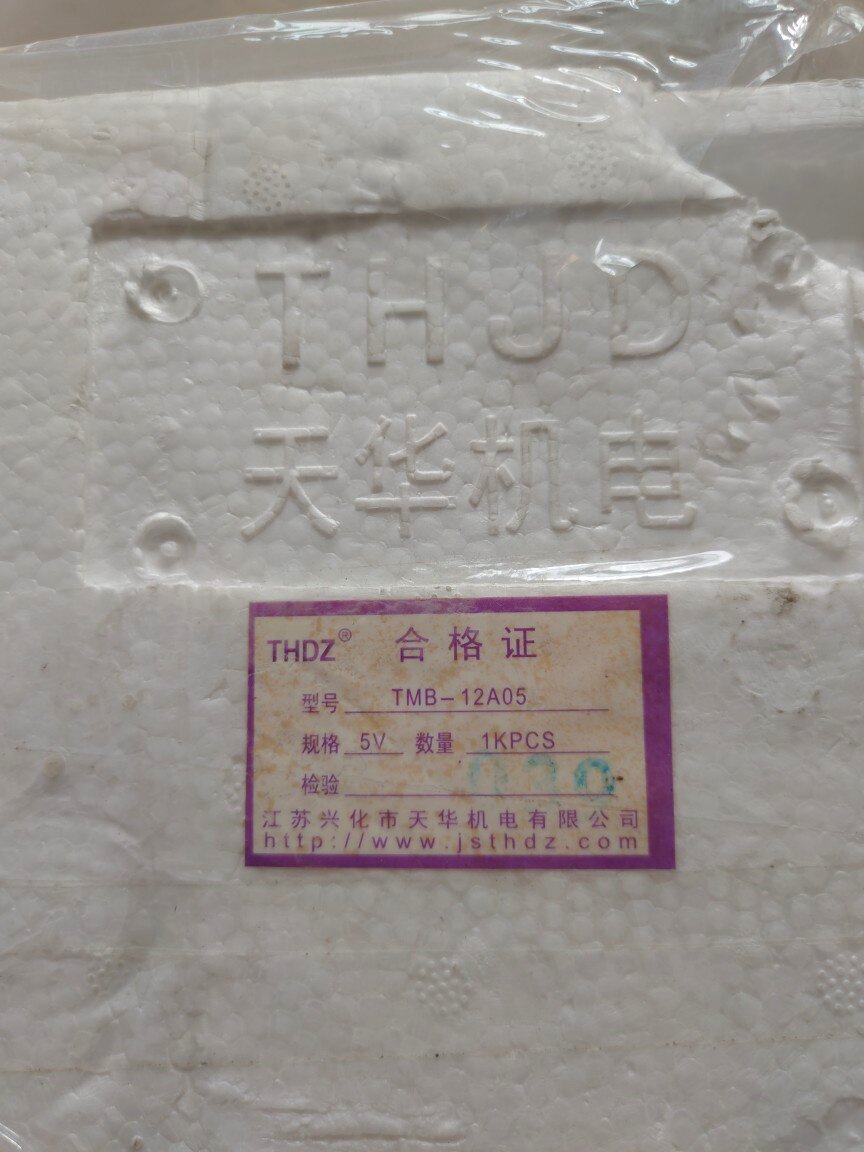 THJD
天华机电
THDZ® 合格证
型号 TMB-12A05
规格 5V 数量 1KPCS
检验 020
江苏兴化市天华机电有限公司
http://www.jsthdz.com